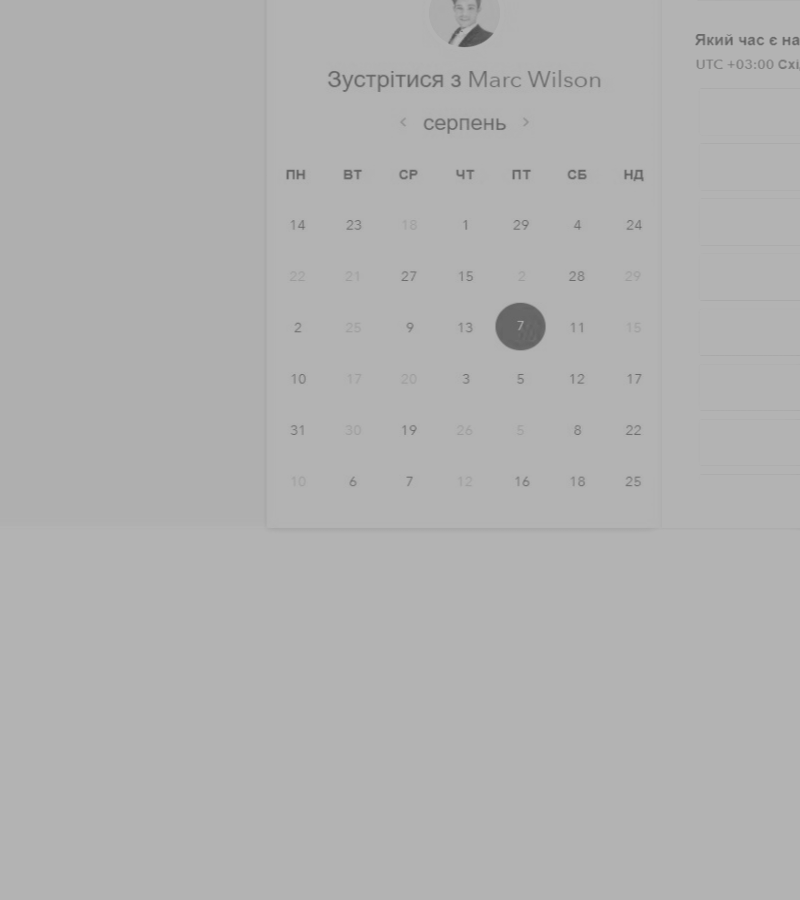 Зустрітися з Marc Wilson
серпень
ПН ВТ СР ЧТ ПТ СБ НД
14 23 18 1 29 4 24
22 21 27 15 2 28 29
2 25 9 13 7 11 15
10 17 20 3 5 12 17
31 30 19 26 5 8 22
10 6 7 12 16 18 25
Який час є на
UTC +03:00 Схі